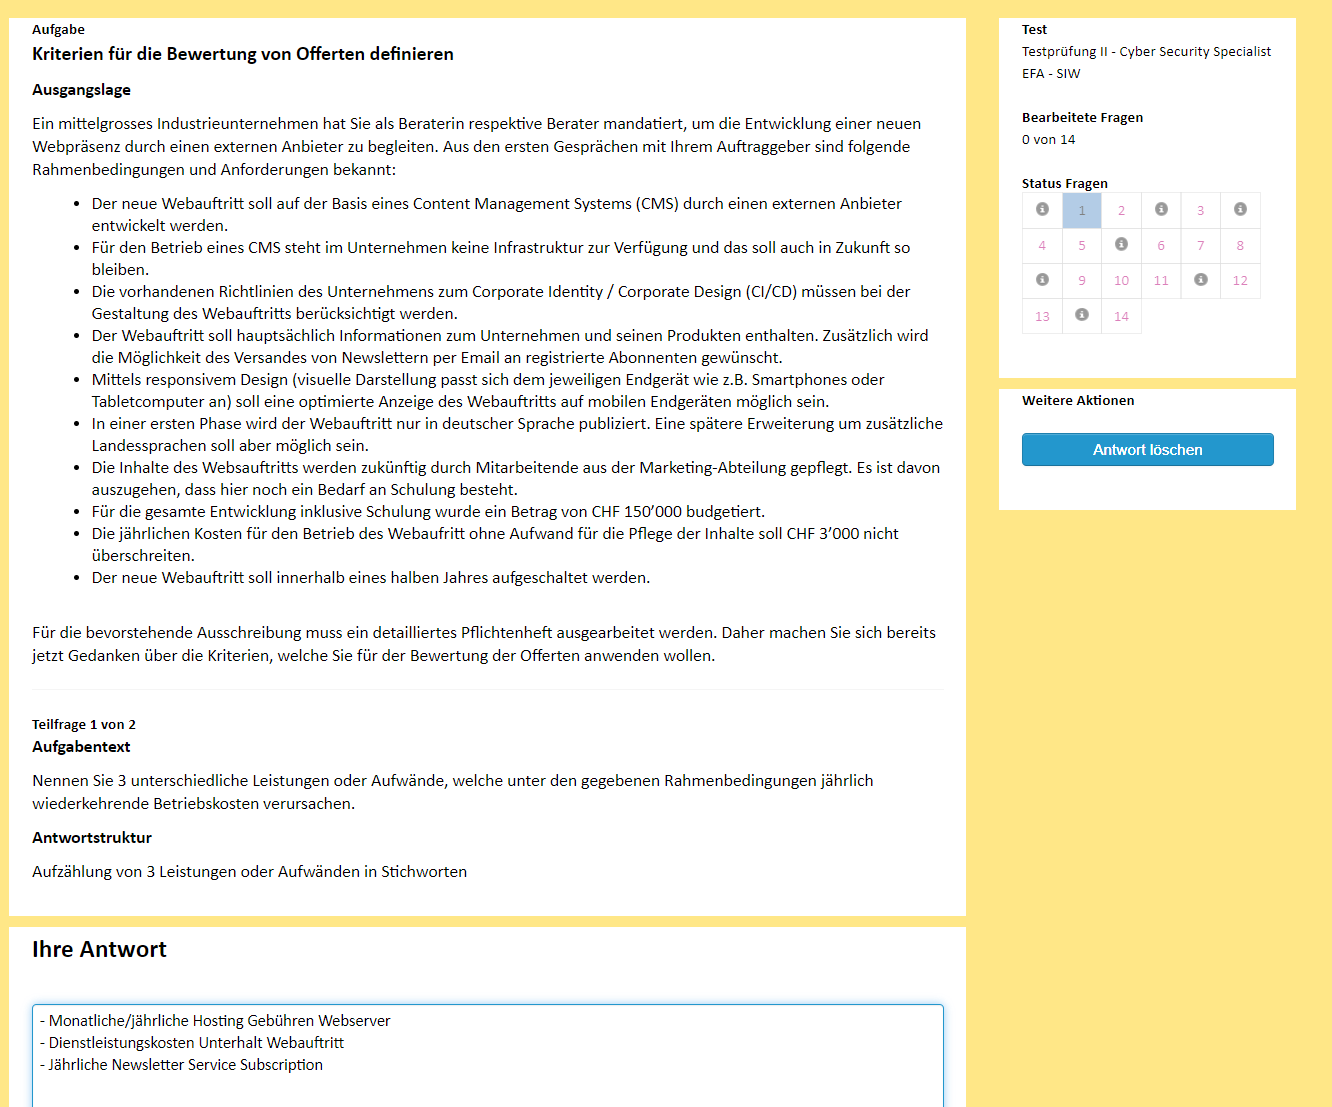 Aufgabe
Kriterien für die Bewertung von Offerten definieren
Ausgangslage
Ein mittelgrosses Industrieunternehmen hat Sie als Beraterin respektive Berater mandatiert, um die Entwicklung einer neuen
Webpräsenz durch einen externen Anbieter zu begleiten. Aus den ersten Gesprächen mit Ihrem Auftraggeber sind folgende
Rahmenbedingungen und Anforderungen bekannt:
• Der neue Webauftritt soll auf der Basis eines Content Management Systems (CMS) durch einen externen Anbieter
entwickelt werden.
• Für den Betrieb eines CMS steht im Unternehmen keine Infrastruktur zur Verfügung und das soll auch in Zukunft so
bleiben.
• Die vorhandenen Richtlinien des Unternehmens zum Corporate Identity / Corporate Design (CI/CD) müssen bei der
Gestaltung des Webauftritts berücksichtigt werden.
• Der Webauftritt soll hauptsächlich Informationen zum Unternehmen und seinen Produkten enthalten. Zusätzlich wird
die Möglichkeit des Versandes von Newslettern per Email an registrierte Abonnenten gewünscht.
• Mittels responsivem Design (visuelle Darstellung passt sich dem jeweiligen Endgerät wie z.B. Smartphones oder
Tabletcomputer an) soll eine optimierte Anzeige des Webauftritts auf mobilen Endgeräten möglich sein.
• In einer ersten Phase wird der Webauftritt nur in deutscher Sprache publiziert. Eine spätere Erweiterung um zusätzliche
Landessprachen soll aber möglich sein.
• Die Inhalte des Websauftritts werden zukünftig durch Mitarbeitende aus der Marketing-Abteilung gepflegt. Es ist davon
auszugehen, dass hier noch ein Bedarf an Schulung besteht.
• Für die gesamte Entwicklung inklusive Schulung wurde ein Betrag von CHF 150’000 budgetiert.
• Die jährlichen Kosten für den Betrieb des Webaufritt ohne Aufwand für die Pflege der Inhalte soll CHF 3’000 nicht
überschreiten.
• Der neue Webauftritt soll innerhalb eines halben Jahres aufgeschaltet werden.
Für die bevorstehende Ausschreibung muss ein detailliertes Pflichtenheft ausgearbeitet werden. Daher machen Sie sich bereits
jetzt Gedanken über die Kriterien, welche Sie für der Bewertung der Offerten anwenden wollen.
Teilfrage 1 von 2
Aufgabentext
Nennen Sie 3 unterschiedliche Leistungen oder Aufwände, welche unter den gegebenen Rahmenbedingungen jährlich
wiederkehrende Betriebskosten verursachen.
Antwortstruktur
Aufzählung von 3 Leistungen oder Aufwänden in Stichworten
Ihre Antwort
- Monatliche/jährliche Hosting Gebühren Webserver
- Dienstleistungskosten Unterhalt Webauftritt
- Jährliche Newsletter Service Subscription
Test
Testprüfung II - Cyber Security Specialist
EFA - SIW
Bearbeitete Fragen
0 von 14
Status Fragen
1 2 3
4 5 6 7 8
9 10 11 12
13 14
Weitere Aktionen
Antwort löschen